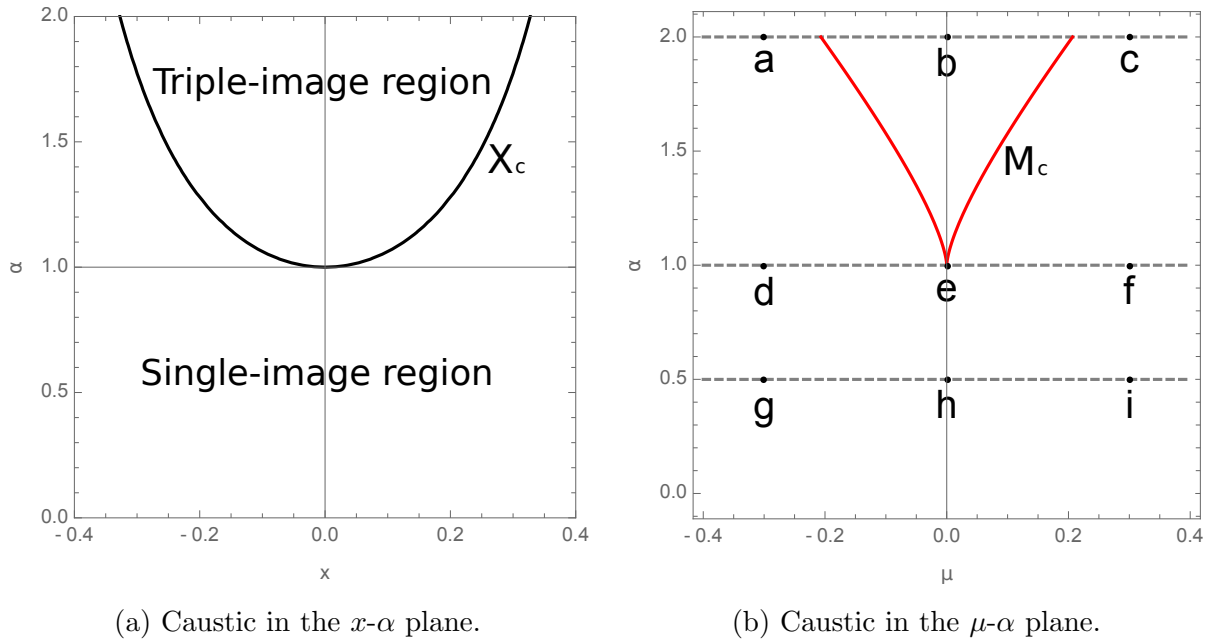 2.0
1.5
1.0
0.5
0.0
α
Triple-image region
Xc
Single-image region
- 0.4
- 0.2
0.0
0.2
0.4
x
(a) Caustic in the x-α plane.
2.0
1.5
1.0
0.5
0.0
α
a
b
c
Mc
d
e
f
g
h
i
- 0.4
- 0.2
0.0
0.2
0.4
μ
(b) Caustic in the μ-α plane.